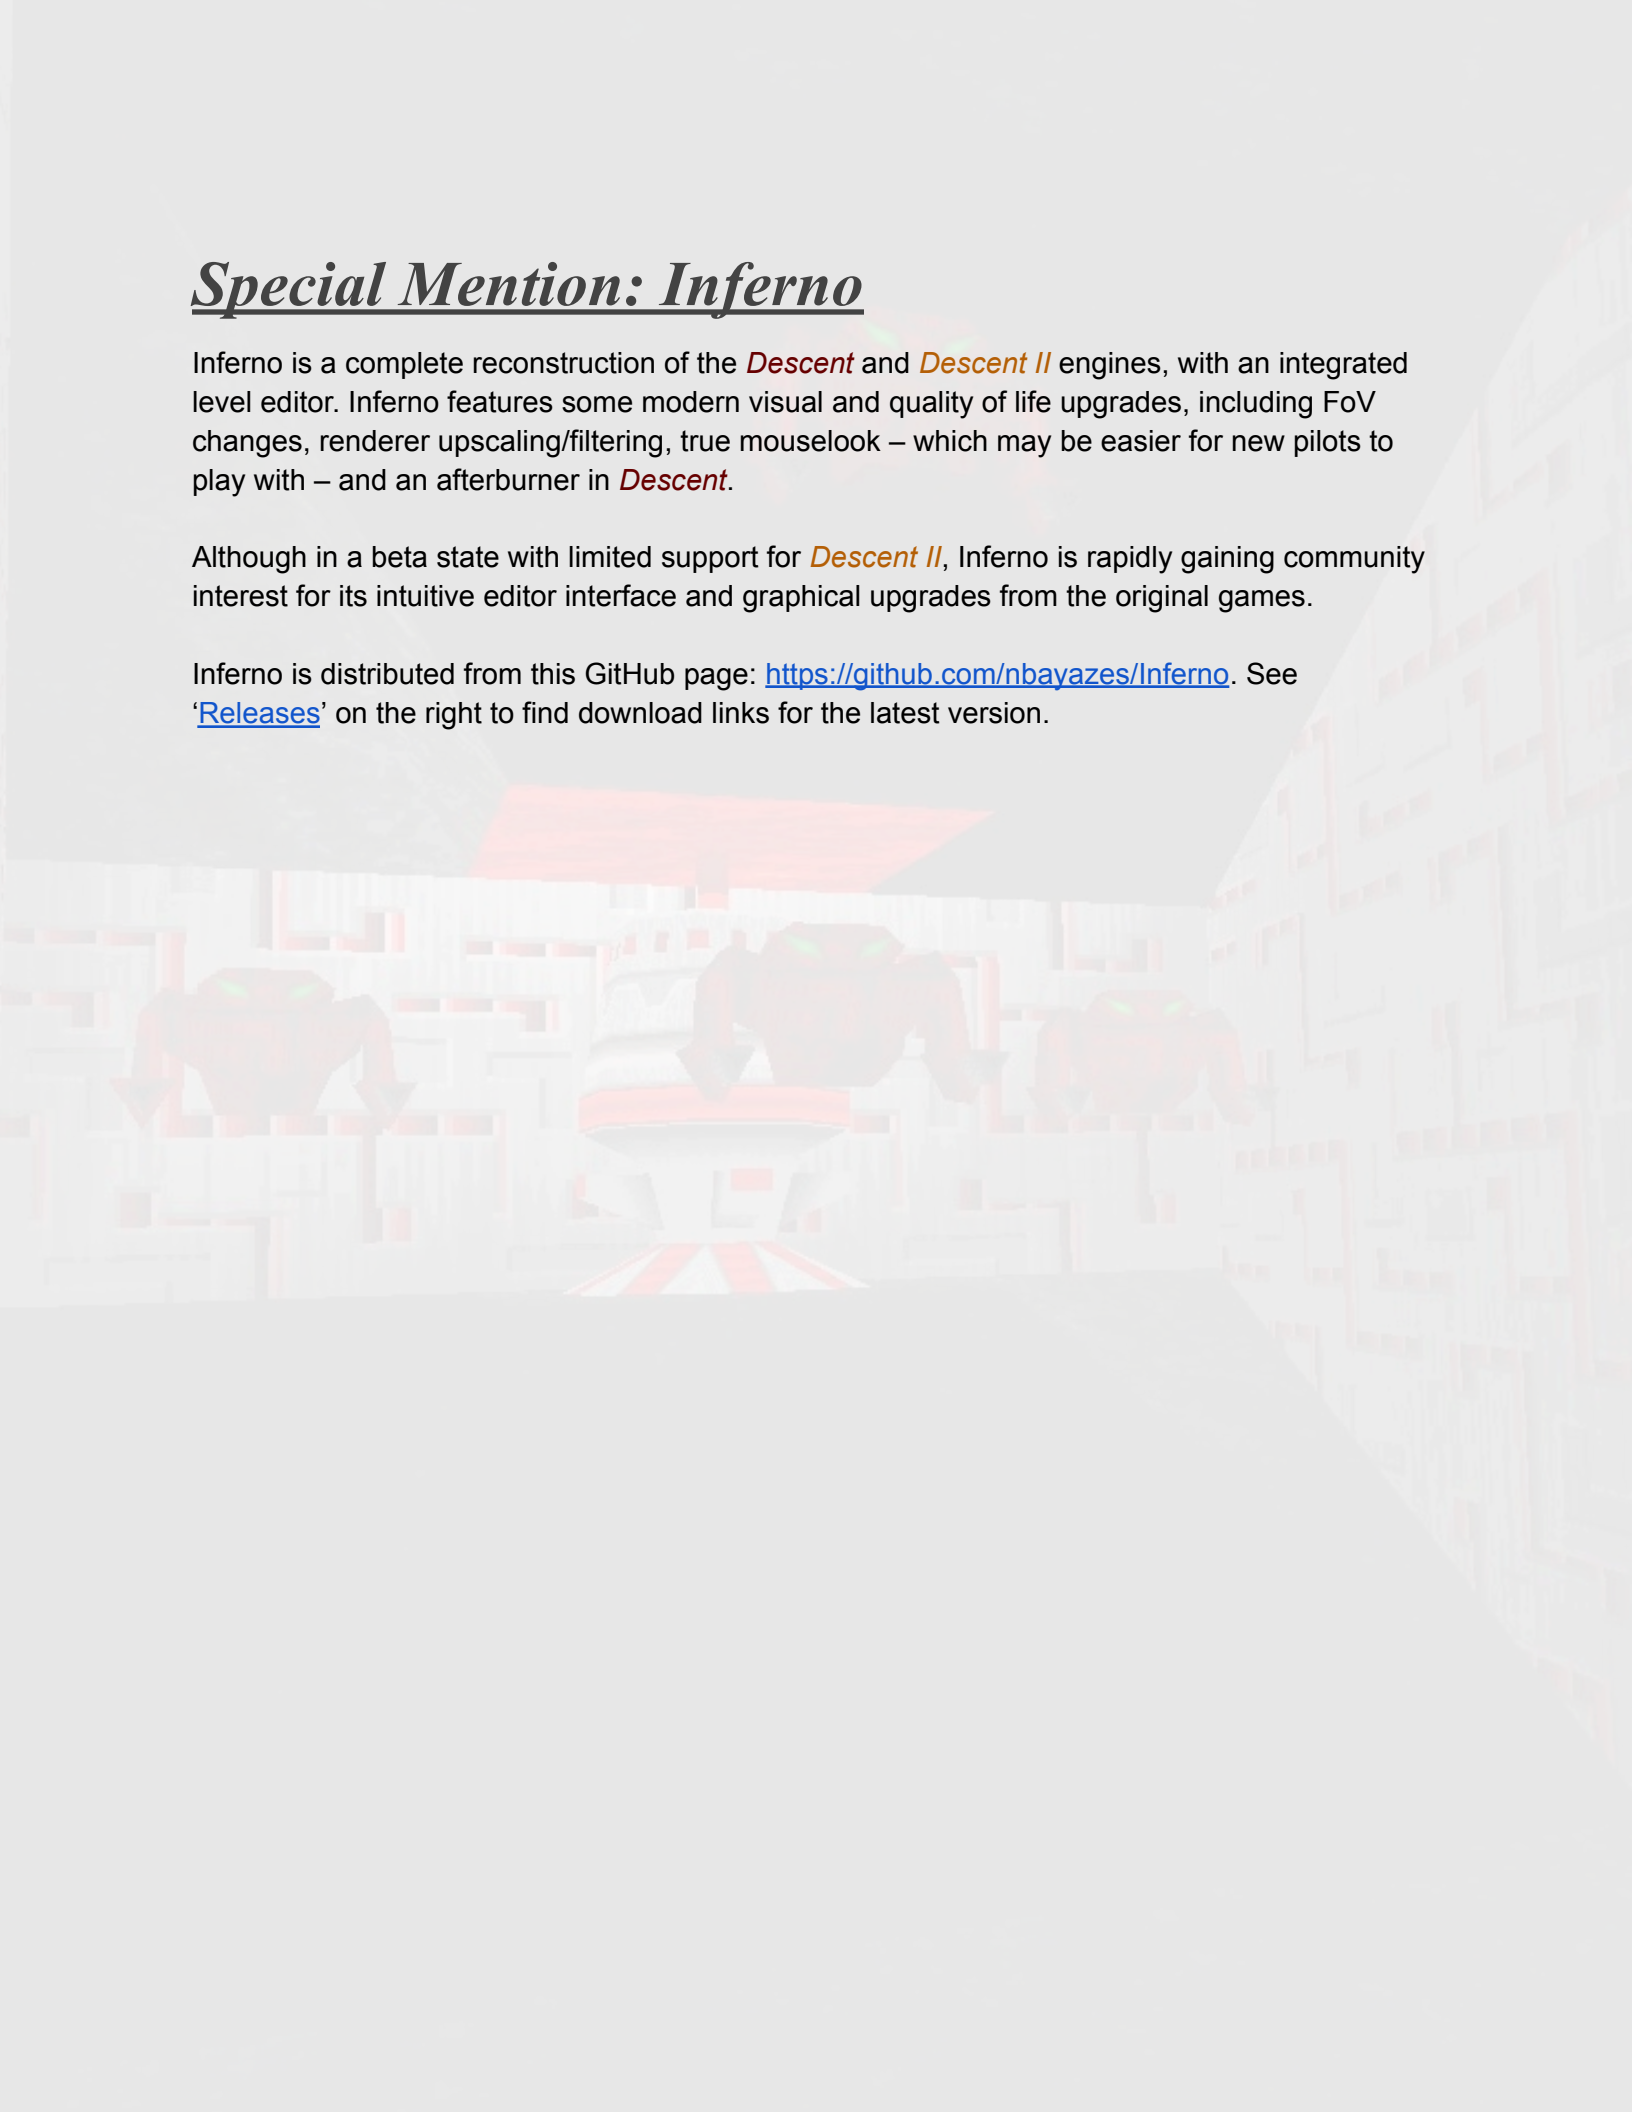 Special Mention: Inferno
Inferno is a complete reconstruction of the Descent and Descent II engines, with an integrated
level editor. Inferno features some modern visual and quality of life upgrades, including FoV
changes, renderer upscaling/filtering, true mouselook – which may be easier for new pilots to
play with – and an afterburner in Descent.
Although in a beta state with limited support for Descent II, Inferno is rapidly gaining community
interest for its intuitive editor interface and graphical upgrades from the original games.
Inferno is distributed from this GitHub page: https://github.com/nbayazes/Inferno. See
‘Releases’ on the right to find download links for the latest version.